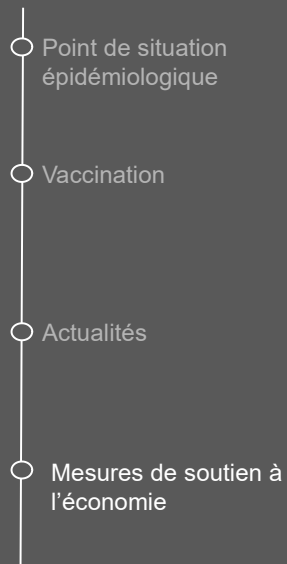 Point de situation
épidémiologique
Vaccination
Actualités
Mesures de soutien à
l’économie